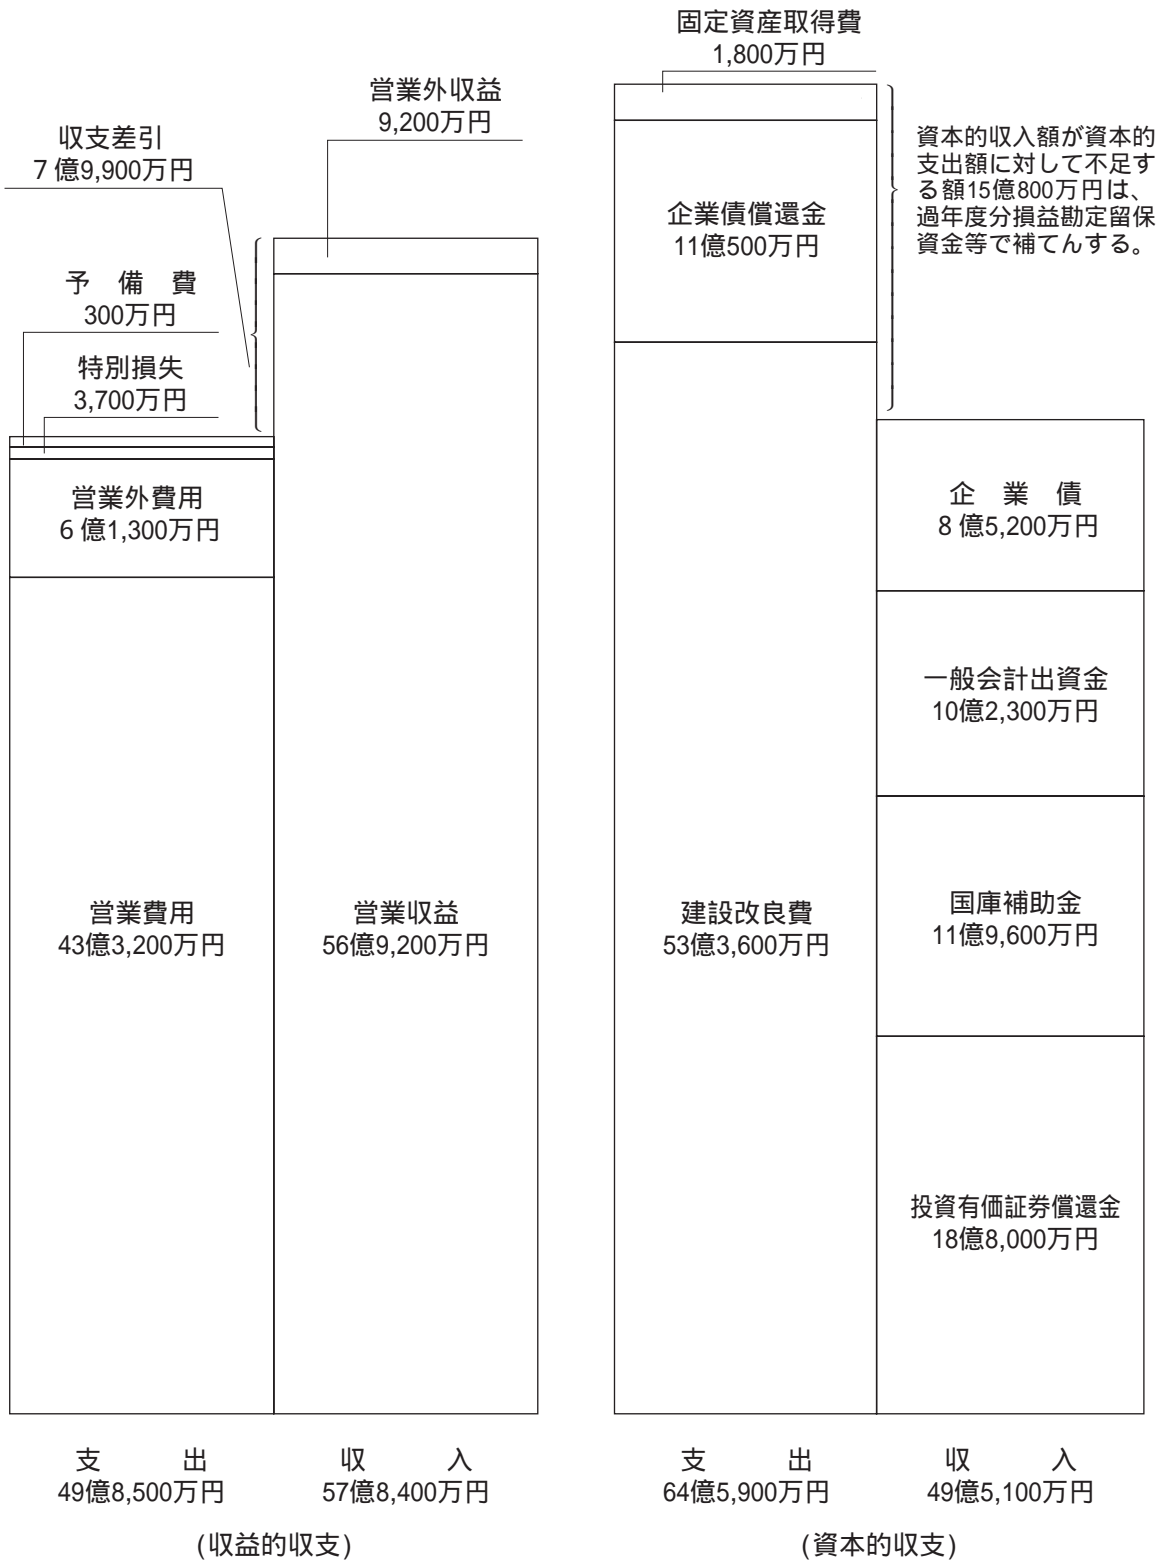 収支差引
7億9,900万円
営業外収益
9,200万円
予備費
300万円
特別損失
3,700万円
営業外費用
6億1,300万円
営業費用
43億3,200万円
営業収益
56億9,200万円
支出
49億8,500万円
収入
57億8,400万円
(収益的収支)
固定資産取得費
1,800万円
企業債償還金
11億500万円
資本的収入額が資本的
支出額に対して不足す
る額15億800万円は、
過年度分損益勘定留保
資金等で補てんする。
建設改良費
53億3,600万円
企業債
8億5,200万円
一般会計出資金
10億2,300万円
国庫補助金
11億9,600万円
投資有価証券償還金
18億8,000万円
支出
64億5,900万円
収入
49億5,100万円
(資本的収支)